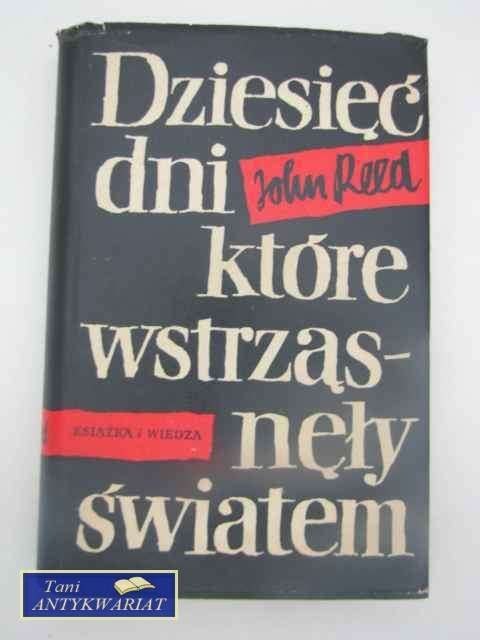 Dziesięć
dni John Reed
które
wstrząs-
KSIĄŻKA i WIEDZA
nęły
światem
Tani
ANTYKWARIAT